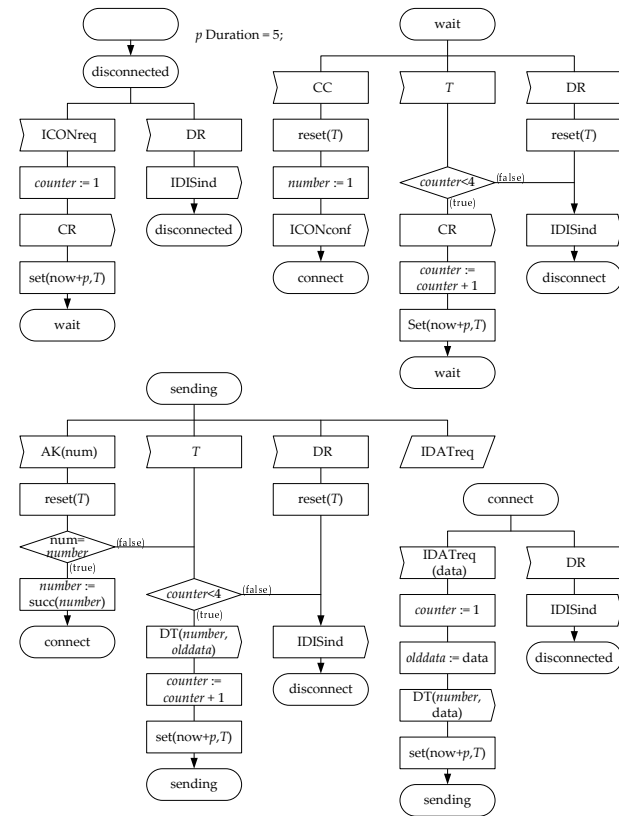 p Duration = 5;
disconnected
ICONreq
DR
counter := 1
IDISind
CR
disconnected
set(now+p,T)
wait
wait
CC
T
DR
reset(T)
reset(T)
number := 1
counter<4
(false)
(true)
ICONconf
CR
IDISind
connect
counter :=
counter + 1
disconnect
Set(now+p,T)
wait
sending
AK(num)
T
DR
IDATreq
reset(T)
reset(T)
num=
number
(false)
(true)
number :=
succ(number)
counter<4
(false)
(true)
connect
DT(number,
olddata)
IDISind
counter :=
counter + 1
disconnect
set(now+p,T)
sending
connect
IDATreq
(data)
DR
counter := 1
IDISind
olddata := data
disconnected
DT(number,
data)
set(now+p,T)
sending